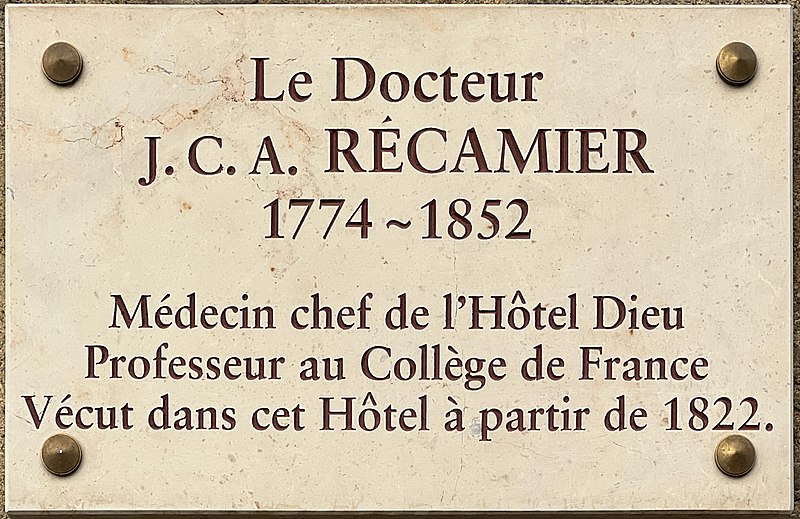 Le Docteur
J. C. A. RÉCAMIER
1774 ~ 1852
Médecin chef de l'Hôtel Dieu
Professeur au Collège de France
Vécut dans cet Hôtel à partir de 1822.